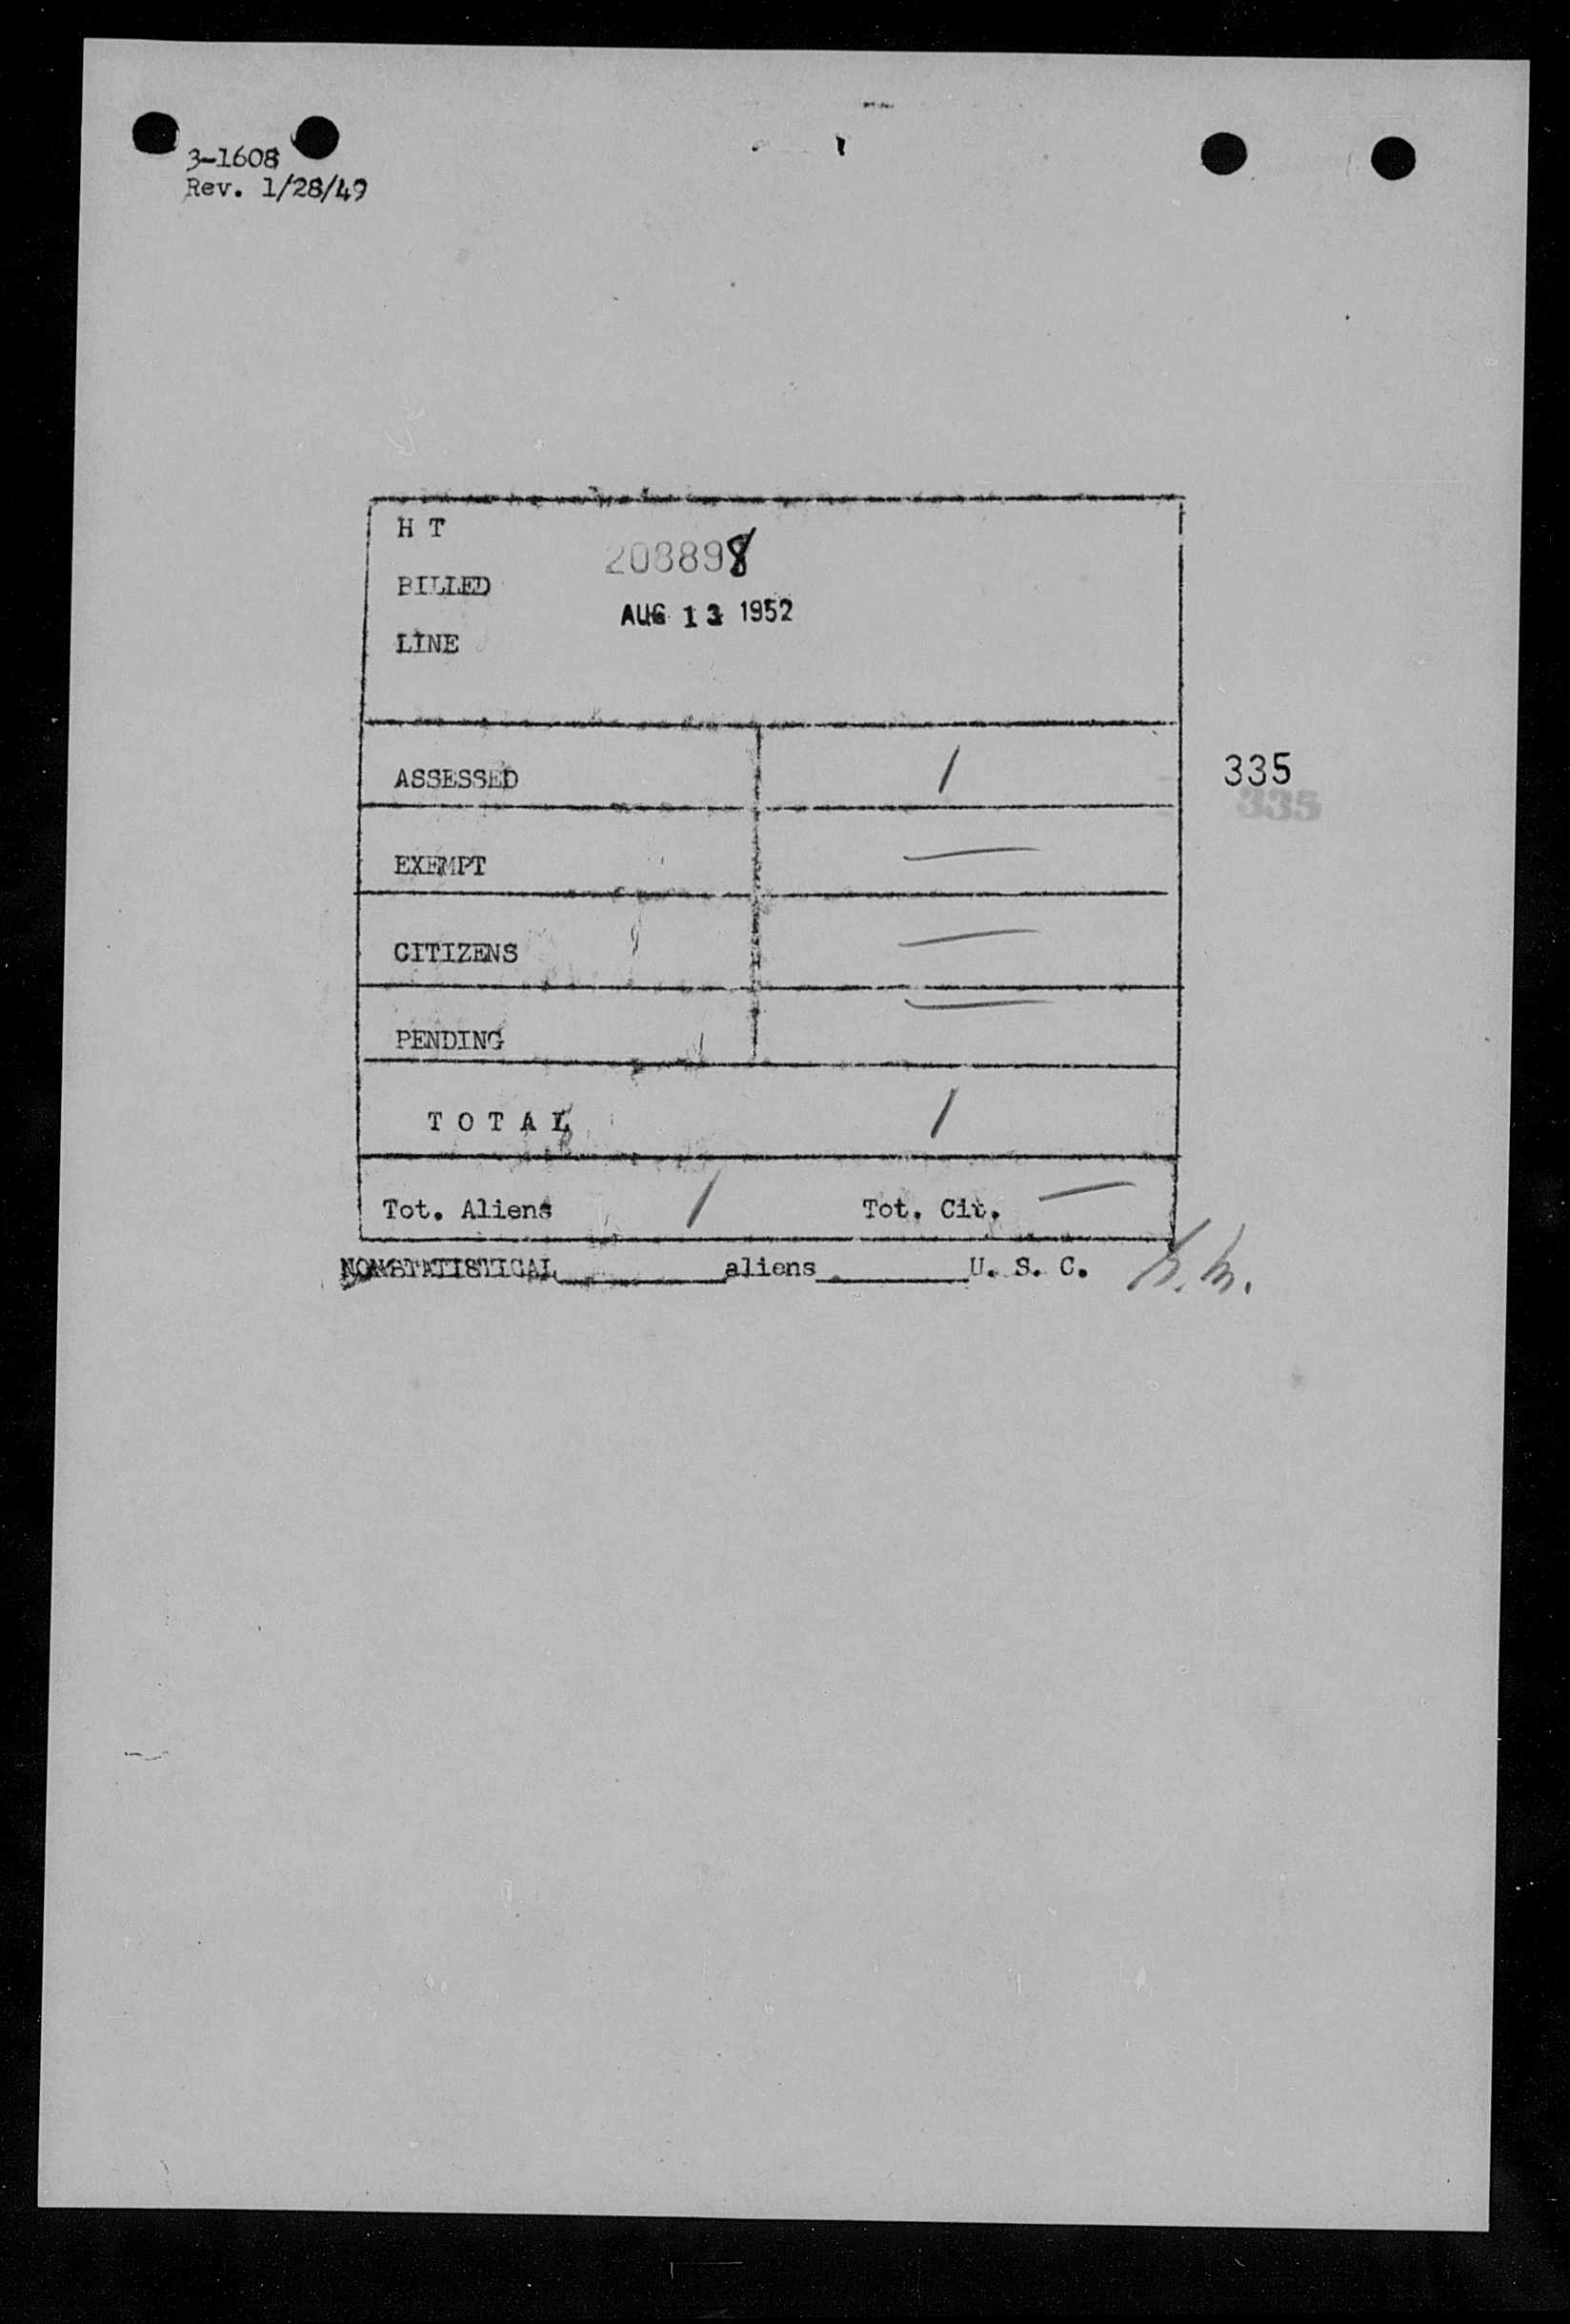 3-1608
Rev. 1/28/49
H T
208898
BILLED
AUG 13 1952
LINE
ASSESSED 1 335
335
EXEMPT —
CITIZENS —
PENDING —
TOTAL 1
Tot. Aliens 1 Tot. Cit. —
NONSTATISTICAL aliens U. S. C.